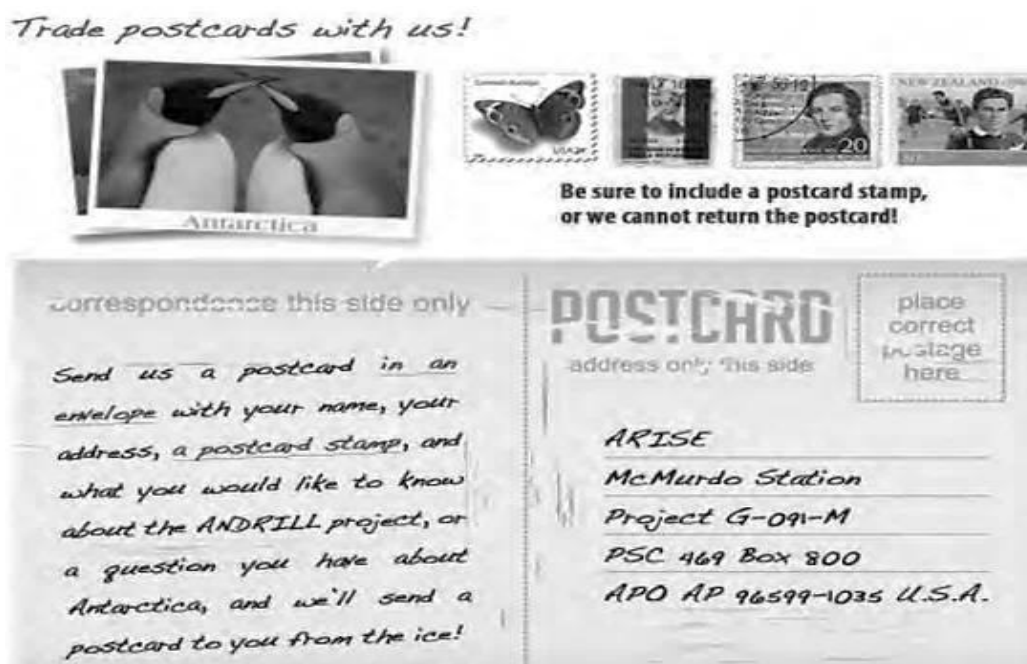 Trade postcards with us!
Antarctica
USA
20
NEW ZEALAND
Be sure to include a postcard stamp,
or we cannot return the postcard!
correspondence this side only
Send us a postcard in an
envelope with your name, your
address, a postcard stamp, and
what you would like to know
about the ANDRILL project, or
a question you have about
Antarctica, and we'll send a
postcard to you from the ice!
POSTCARD
address only this side
place
correct
postage
here
ARISE
McMurdo Station
Project G-091-M
PSC 469 Box 800
APO AP 96599-1035 U.S.A.